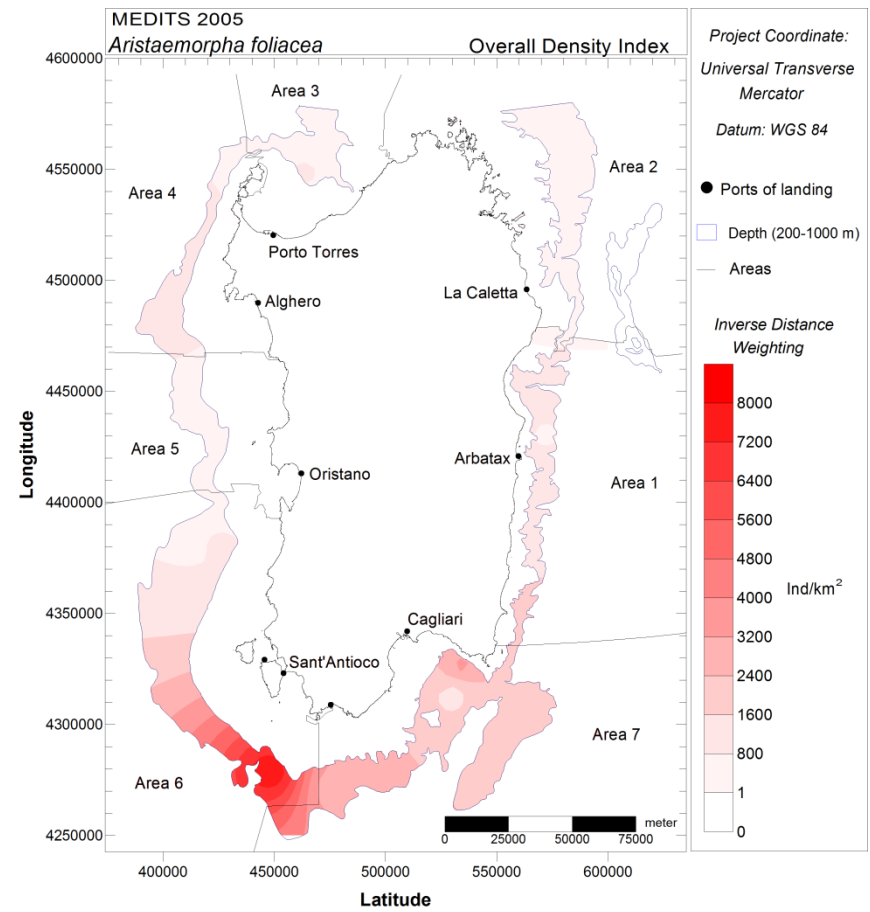 MEDITS 2005
Aristaemorpha foliacea
Overall Density Index
4600000
4550000
4500000
4450000
4400000
4350000
4300000
4250000
Longitude
400000
450000
500000
550000
600000
Latitude
Area 3
Area 2
Area 4
Porto Torres
Alghero
La Caletta
Area 5
Oristano
Arbatax
Area 1
Cagliari
Sant'Antioco
Area 6
Area 7
meter
0
25000
50000
75000
Project Coordinate:
Universal Transverse
Mercator
Datum: WGS 84
Ports of landing
Depth (200-1000 m)
Areas
Inverse Distance
Weighting
8000
7200
6400
5600
4800
4000
3200
2400
1600
800
1
0
Ind/km²